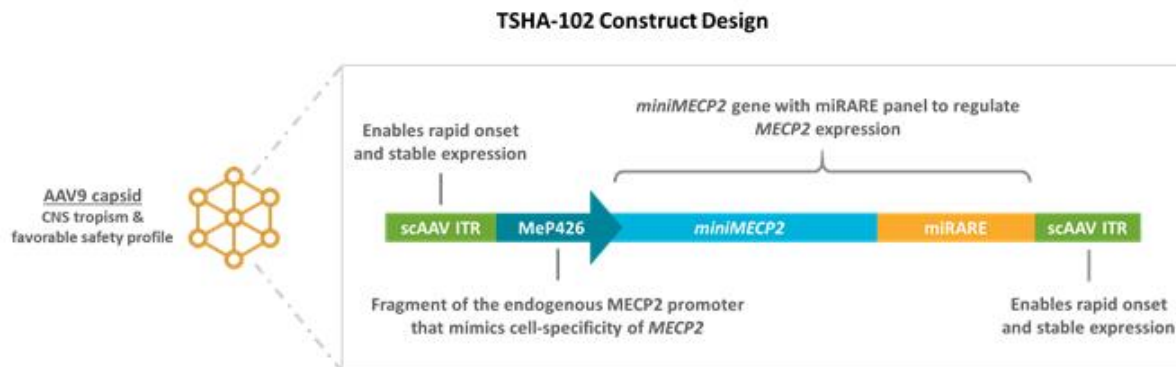 TSHA-102 Construct Design
miniMECP2 gene with miRARE panel to regulate
MECP2 expression
Enables rapid onset
and stable expression
AAV9 capsid
CNS tropism &
favorable safety profile
scAAV ITR
MeP426
miniMECP2
miRARE
scAAV ITR
Fragment of the endogenous MECP2 promoter
that mimics cell-specificity of MECP2
Enables rapid onset
and stable expression